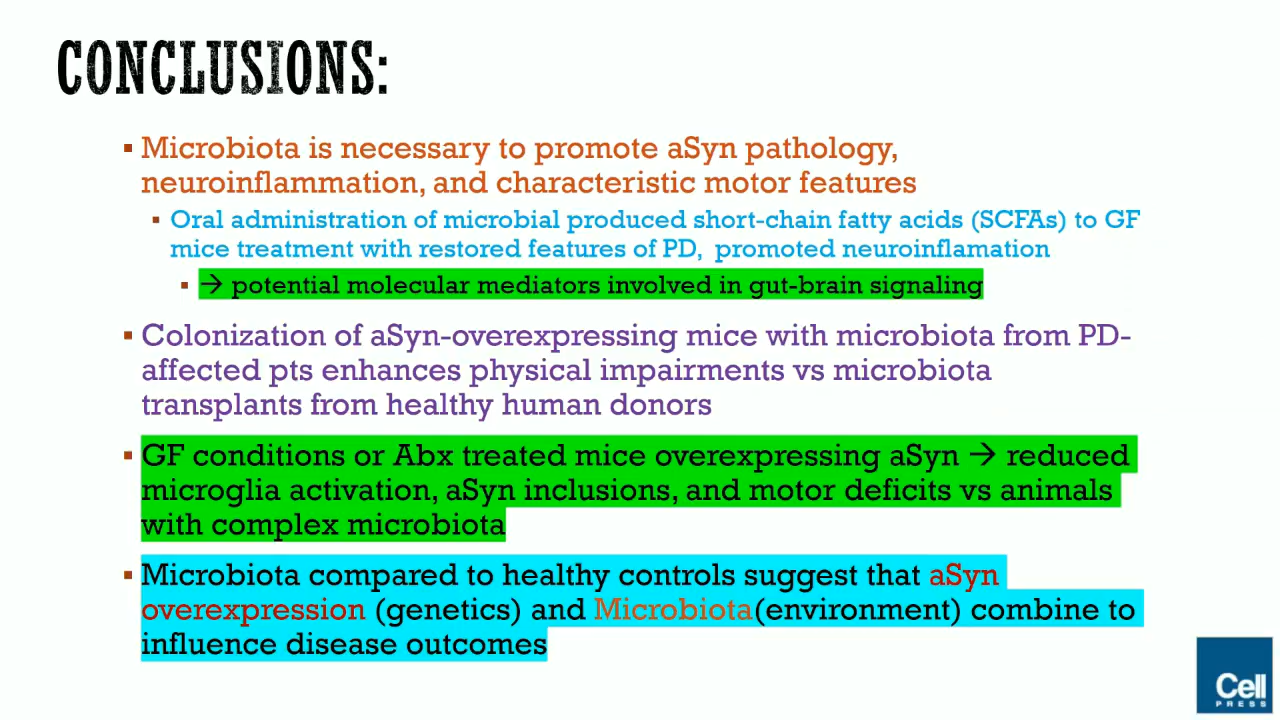 CONCLUSIONS:
▪ Microbiota is necessary to promote aSyn pathology,
neuroinflammation, and characteristic motor features
▪ Oral administration of microbial produced short-chain fatty acids (SCFAs) to GF
mice treatment with restored features of PD, promoted neuroinflamation
▪ → potential molecular mediators involved in gut-brain signaling
▪ Colonization of aSyn-overexpressing mice with microbiota from PD-
affected pts enhances physical impairments vs microbiota
transplants from healthy human donors
▪ GF conditions or Abx treated mice overexpressing aSyn → reduced
microglia activation, aSyn inclusions, and motor deficits vs animals
with complex microbiota
▪ Microbiota compared to healthy controls suggest that aSyn
overexpression (genetics) and Microbiota(environment) combine to
influence disease outcomes
Cell
PRESS